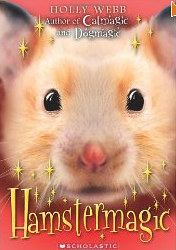 HOLLY WEBB
Author of Catmagic
and Dogmagic
Hamstermagic
SCHOLASTIC